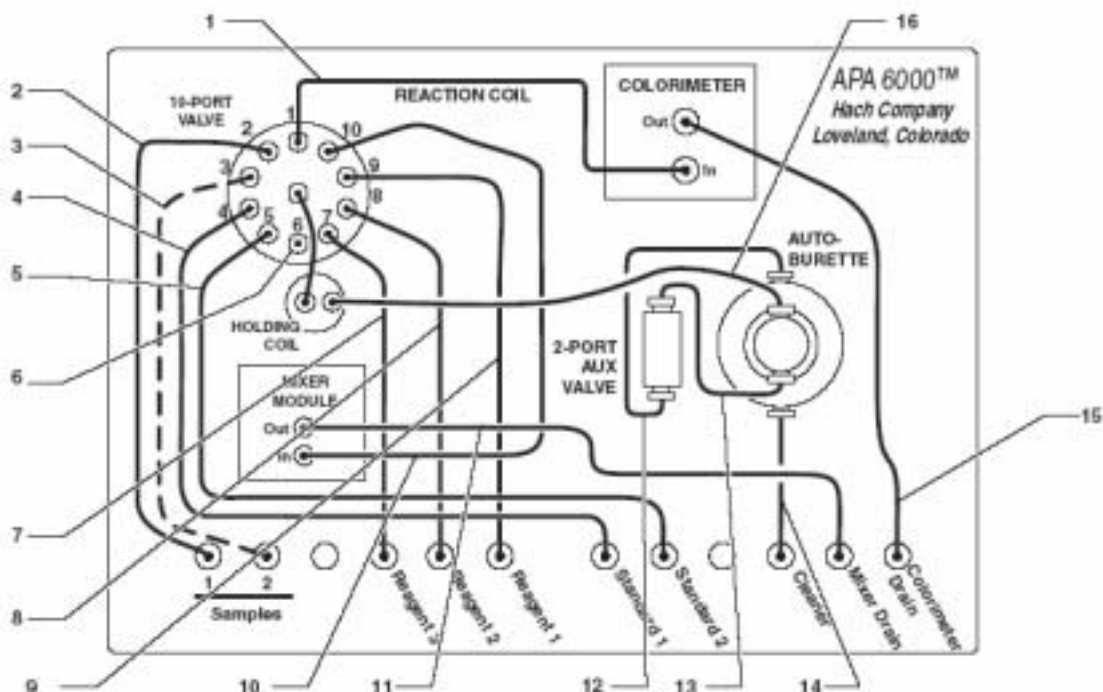 1
16
2
3
4
5
6
7
8
9
10
11
12
13
14
15
10-PORT
VALVE
1
2
3
4
5
6
7
8
9
10
REACTION COIL
COLORIMETER
Out
In
APA 6000™
Hach Company
Loveland, Colorado
AUTO-
BURETTE
HOLDING
COIL
2-PORT
AUX
VALVE
MIXER
MODULE
Out
In
1
2
Samples
Reagent 3
Reagent 2
Reagent 1
Standard 1
Standard 2
Cleaner
Mixer Drain
Colorimeter
Drain